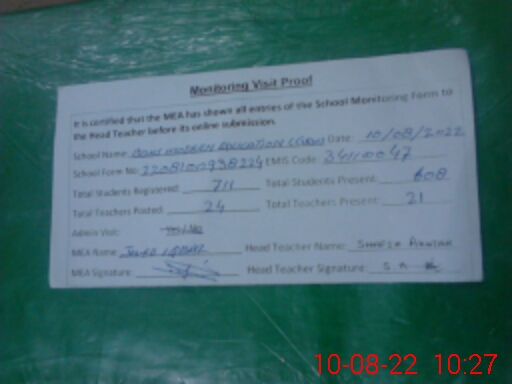 Monitoring Visit Proof
It is certified that the MEA has shown all entries of the School Monitoring Form to
the Head Teacher before its online submission.
School Name: Date: 10/08/2022
School Form No: EMIS Code: 34110047
Total Students Registered: 711 Total Students Present: 608
Total Teachers Posted: 24 Total Teachers Present: 21
Admin Visit: Yes/No
MEA Name: Head Teacher Name:
MEA Signature: Head Teacher Signature: S.A
10-08-22 10:27